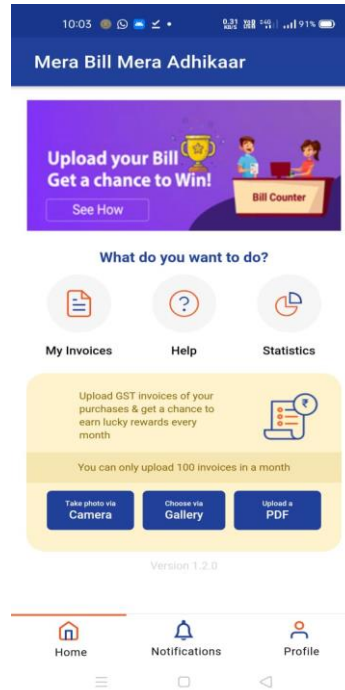 10:03
0.31 KB/S
91%
Mera Bill Mera Adhikaar
Upload your Bill
Get a chance to Win!
See How
Bill Counter
What do you want to do?
My Invoices Help Statistics
Upload GST invoices of your
purchases & get a chance to
earn lucky rewards every
month
₹
You can only upload 100 invoices in a month
Take photo via
Camera
Choose via
Gallery
Upload a
PDF
Version 1.2.0
Home Notifications Profile